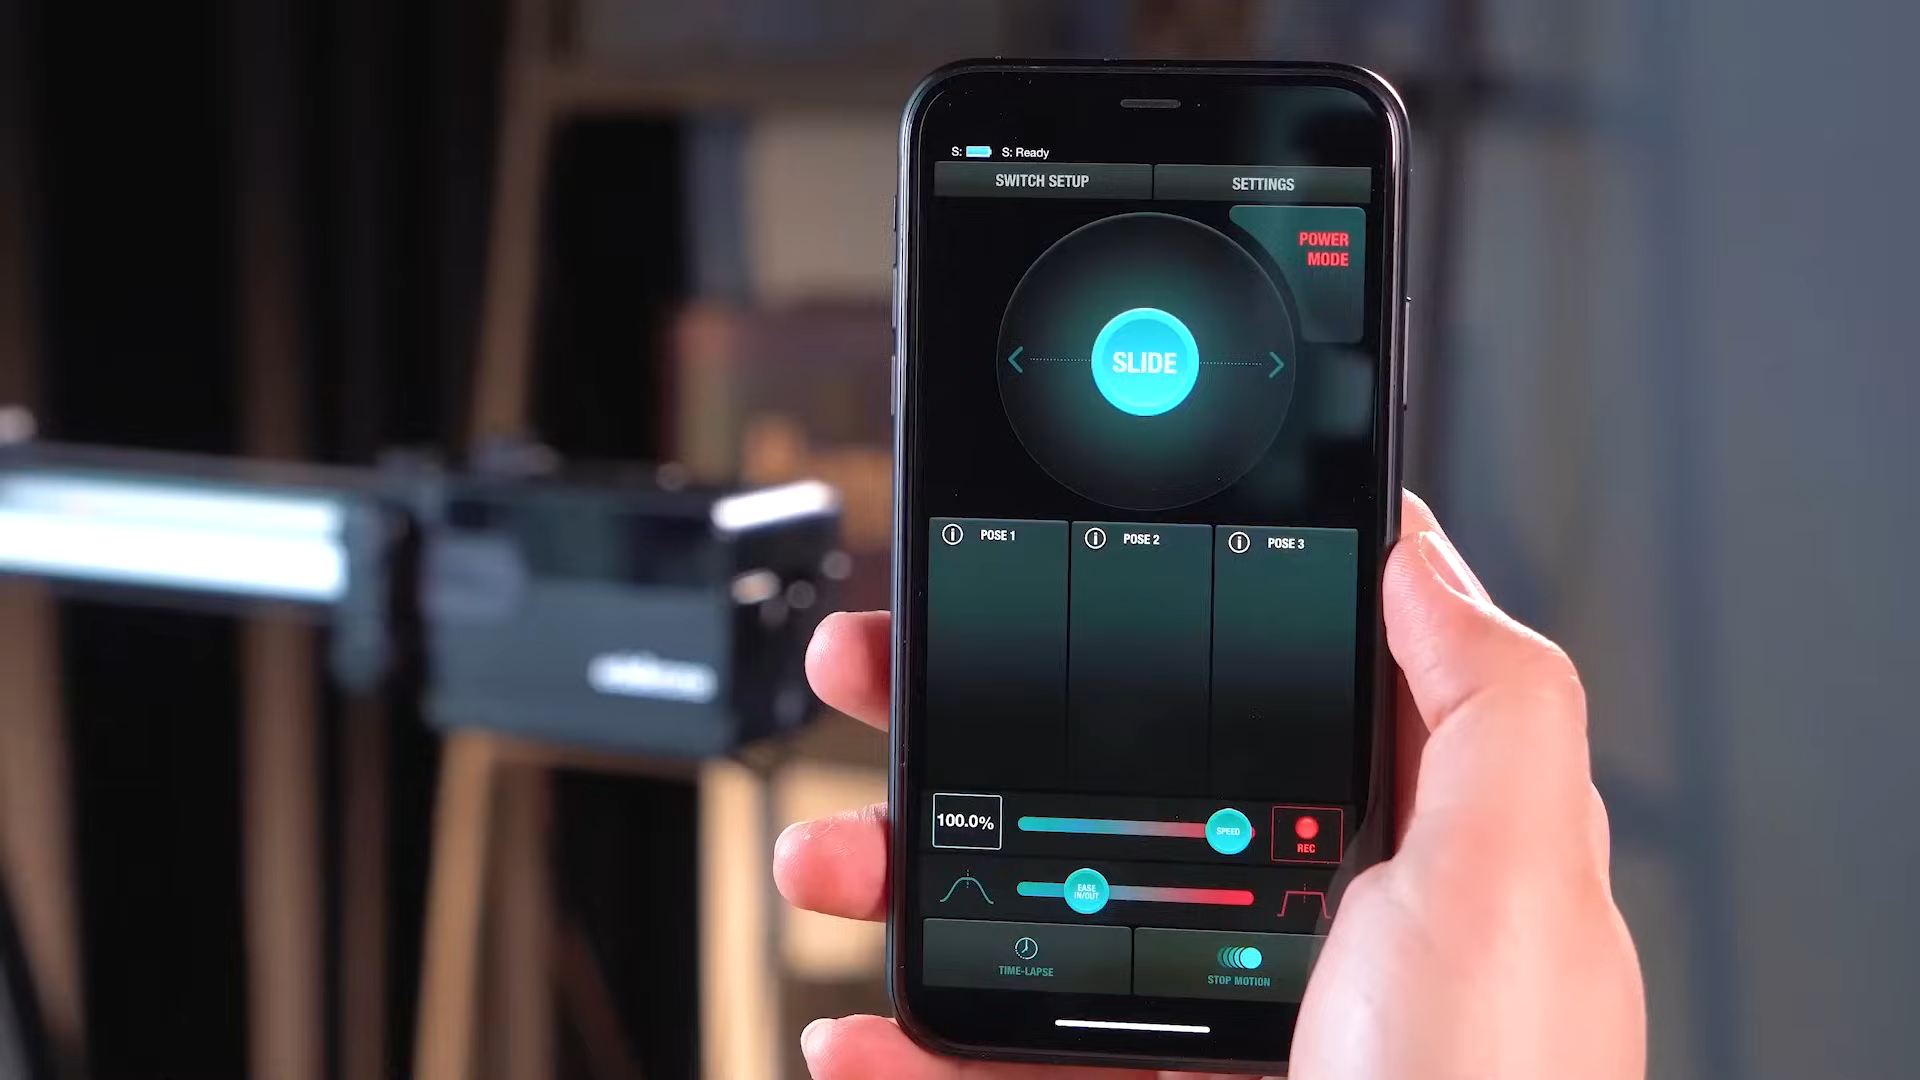 S: S: Ready
SWITCH SETUP
SETTINGS
POWER
MODE
SLIDE
POSE 1
POSE 2
POSE 3
100.0%
SPEED
REC
EASE
IN/OUT
TIME-LAPSE
STOP MOTION